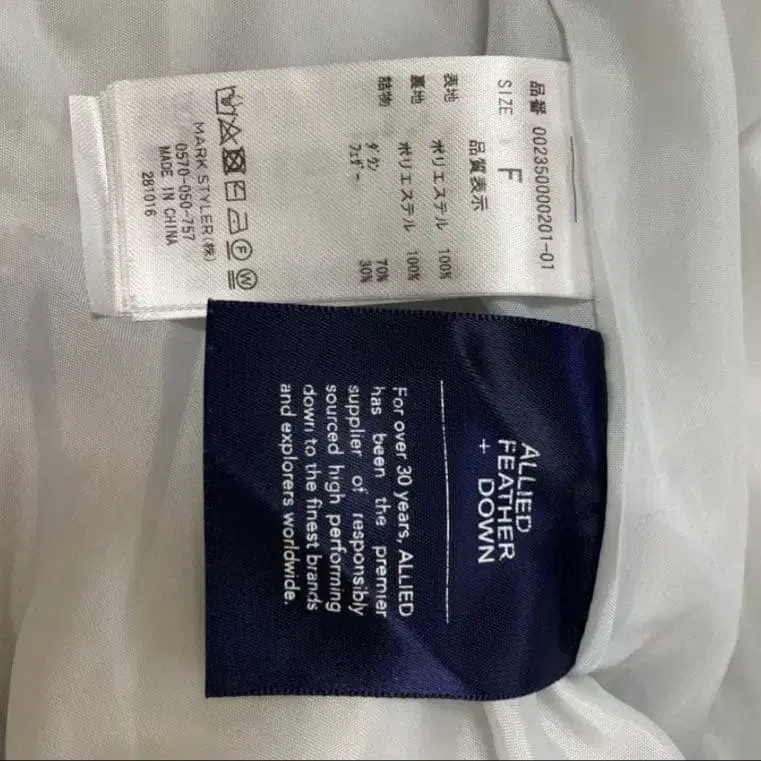 品番 002350000201-01
SIZE F
品質表示
表地 ポリエステル 100%
裏地 ポリエステル 100%
詰物 ダウン 70%
フェザー 30%
F W
MARK STYLER(株)
0570-050-757
MADE IN CHINA
281016
ALLIED
FEATHER
+ DOWN
For over 30 years, ALLIED
has been the premier
supplier of responsibly
sourced high performing
down to the finest brands
and explorers worldwide.